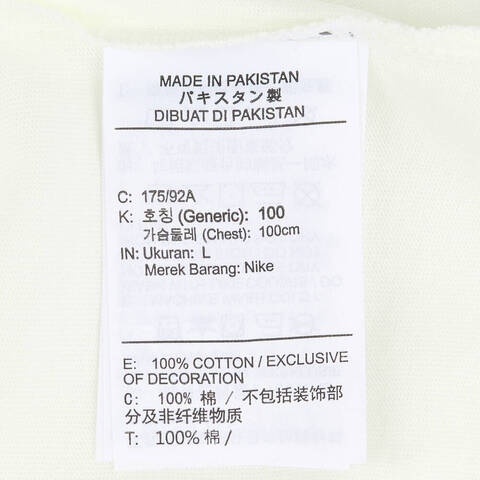 MADE IN PAKISTAN
パキスタン製
DIBUAT DI PAKISTAN
C: 175/92A
K: 호칭 (Generic): 100
가슴둘레 (Chest): 100cm
IN: Ukuran: L
Merek Barang: Nike
E: 100% COTTON / EXCLUSIVE
OF DECORATION
C: 100% 棉 / 不包括装饰部
分及非纤维物质
T: 100% 棉 /